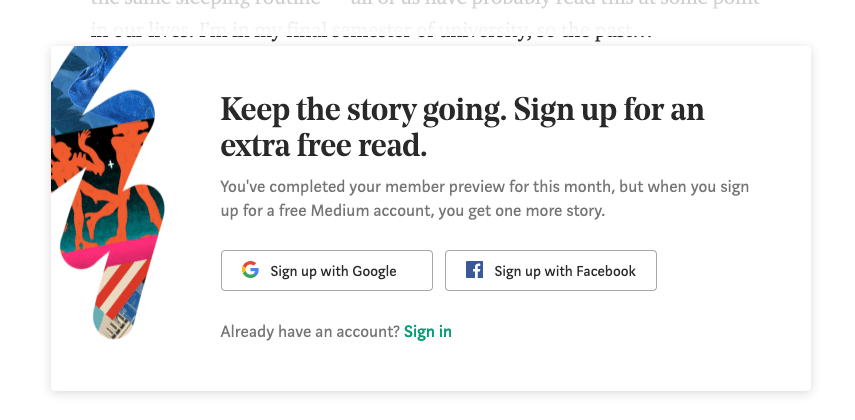 the same sleeping routine — all of us have probably read this at some point
in our lives. I'm in my final semester of university, so the past…
Keep the story going. Sign up for an
extra free read.
You've completed your member preview for this month, but when you sign
up for a free Medium account, you get one more story.
Sign up with Google
Sign up with Facebook
Already have an account? Sign in